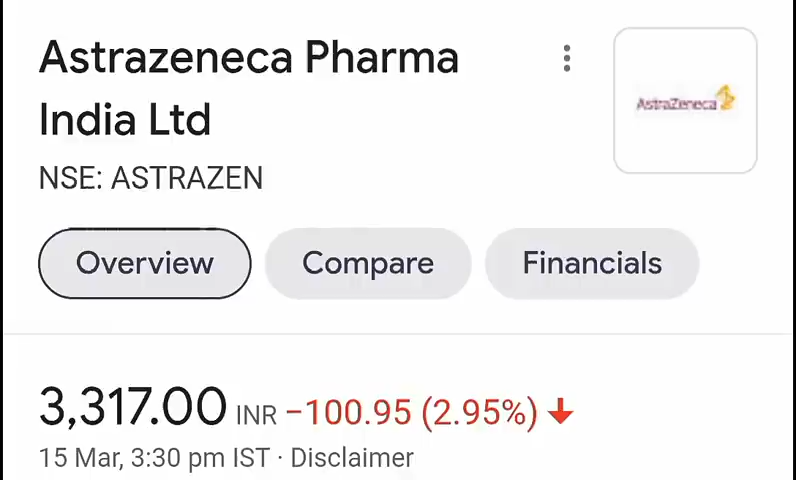 Astrazeneca Pharma
India Ltd
AstraZeneca
NSE: ASTRAZEN
Overview Compare Financials
3,317.00 INR −100.95 (2.95%) ↓
15 Mar, 3:30 pm IST · Disclaimer